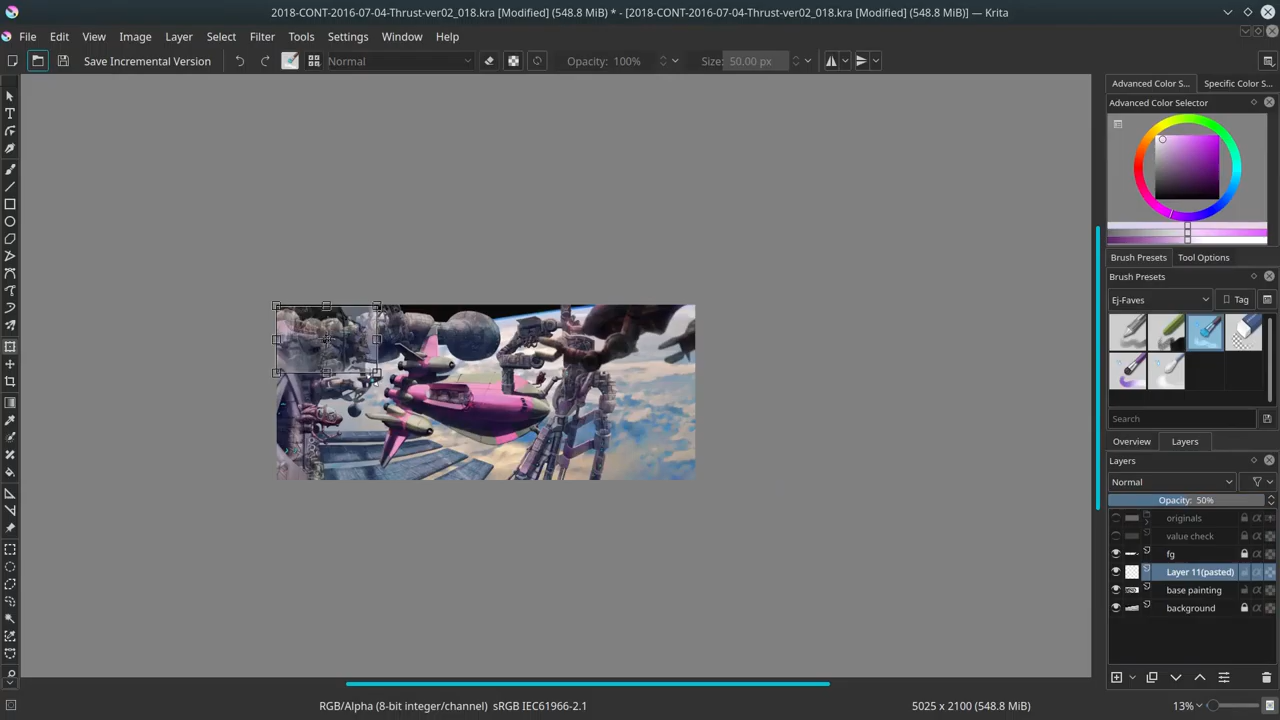 2018-CONT-2016-07-04-Thrust-ver02_018.kra [Modified] (548.8 MiB) * - [2018-CONT-2016-07-04-Thrust-ver02_018.kra [Modified] (548.8 MiB)] — Krita
File Edit View Image Layer Select Filter Tools Settings Window Help
Save Incremental Version Normal Opacity: 100% Size: 50.00 px
Advanced Color S... Specific Color S...
Advanced Color Selector
Brush Presets Tool Options
Brush Presets
Ej-Faves Tag
Search
Overview Layers
Layers
Normal
Opacity: 50%
originals
value check
fg
Layer 11(pasted)
base painting
background
RGB/Alpha (8-bit integer/channel) sRGB IEC61966-2.1 5025 x 2100 (548.8 MiB) 13%